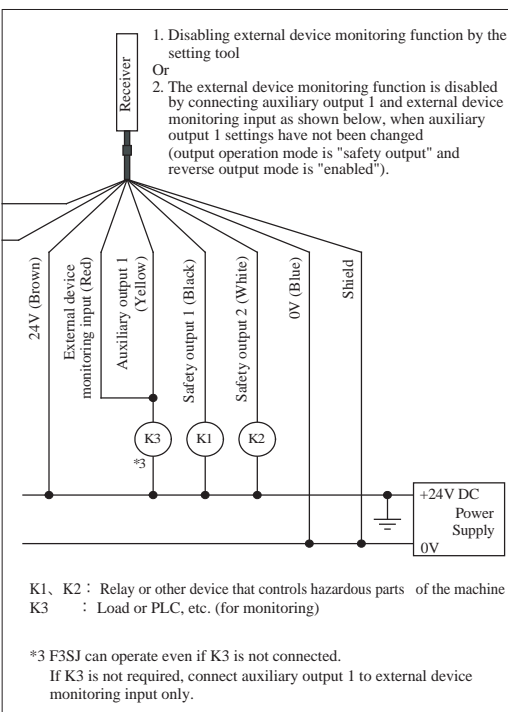 1. Disabling external device monitoring function by the
setting tool
Or
2. The external device monitoring function is disabled
by connecting auxiliary output 1 and external device
monitoring input as shown below, when auxiliary
output 1 settings have not been changed
(output operation mode is "safety output" and
reverse output mode is "enabled").
Receiver
24V (Brown)
External device
monitoring input (Red)
Auxiliary output 1
(Yellow)
Safety output 1 (Black)
Safety output 2 (White)
0V (Blue)
Shield
K3
K1
K2
*3
+24V DC
Power
Supply
0V
K1、K2： Relay or other device that controls hazardous parts of the machine
K3 ： Load or PLC, etc. (for monitoring)
*3 F3SJ can operate even if K3 is not connected.
If K3 is not required, connect auxiliary output 1 to external device
monitoring input only.